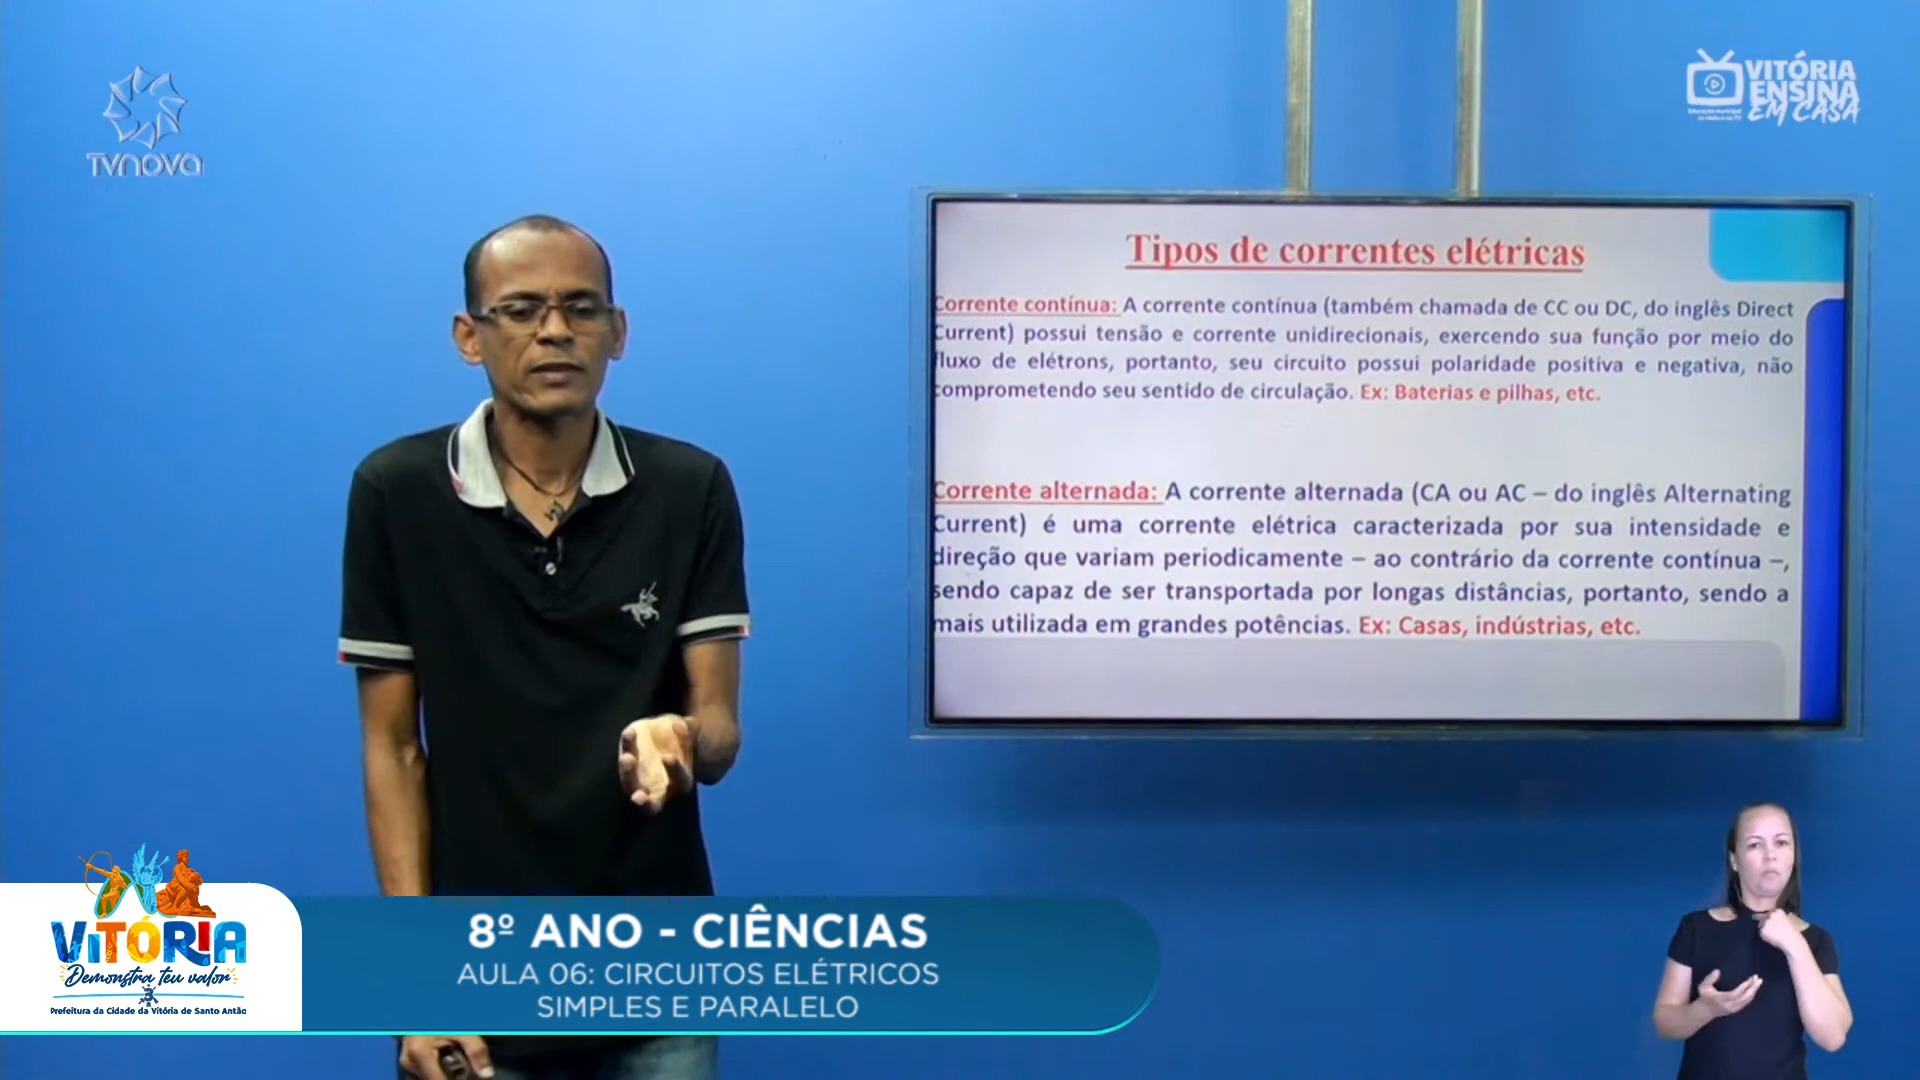 TVNOVA
VITÓRIA
ENSINA
EM CASA
Tipos de correntes elétricas
Corrente contínua: A corrente contínua (também chamada de CC ou DC, do inglês Direct
Current) possui tensão e corrente unidirecionais, exercendo sua função por meio do
fluxo de elétrons, portanto, seu circuito possui polaridade positiva e negativa, não
comprometendo seu sentido de circulação. Ex: Baterias e pilhas, etc.
Corrente alternada: A corrente alternada (CA ou AC – do inglês Alternating
Current) é uma corrente elétrica caracterizada por sua intensidade e
direção que variam periodicamente – ao contrário da corrente contínua –,
sendo capaz de ser transportada por longas distâncias, portanto, sendo a
mais utilizada em grandes potências. Ex: Casas, indústrias, etc.
VITÓRIA
Demonstra teu valor
Prefeitura da Cidade da Vitória de Santo Antão
8º ANO - CIÊNCIAS
AULA 06: CIRCUITOS ELÉTRICOS
SIMPLES E PARALELO